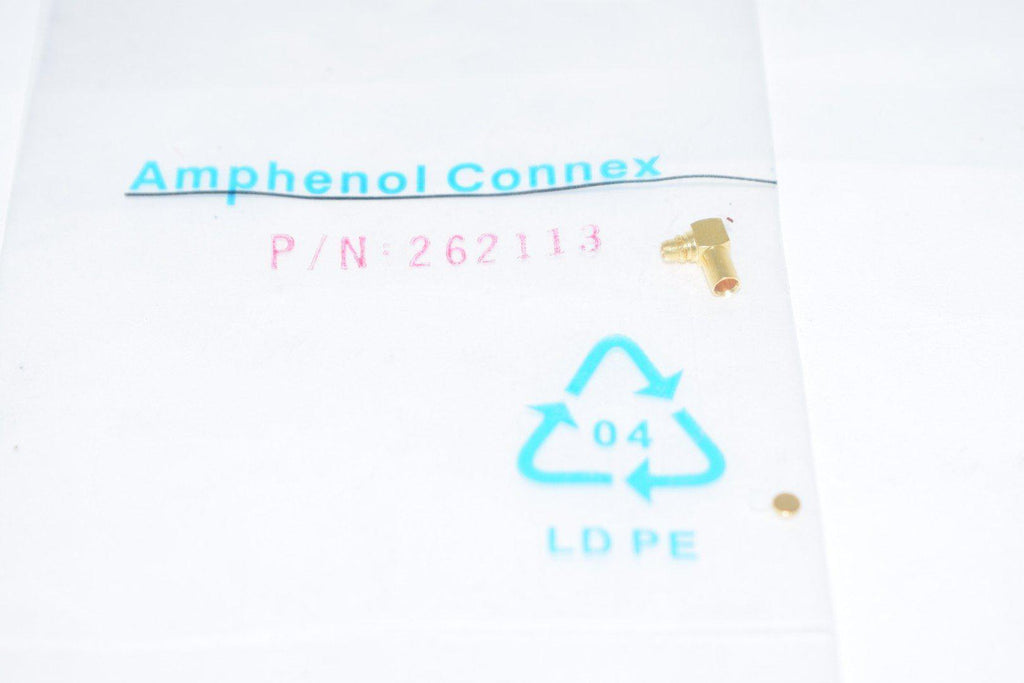 Amphenol Connex
P/N:262113
04
LDPE